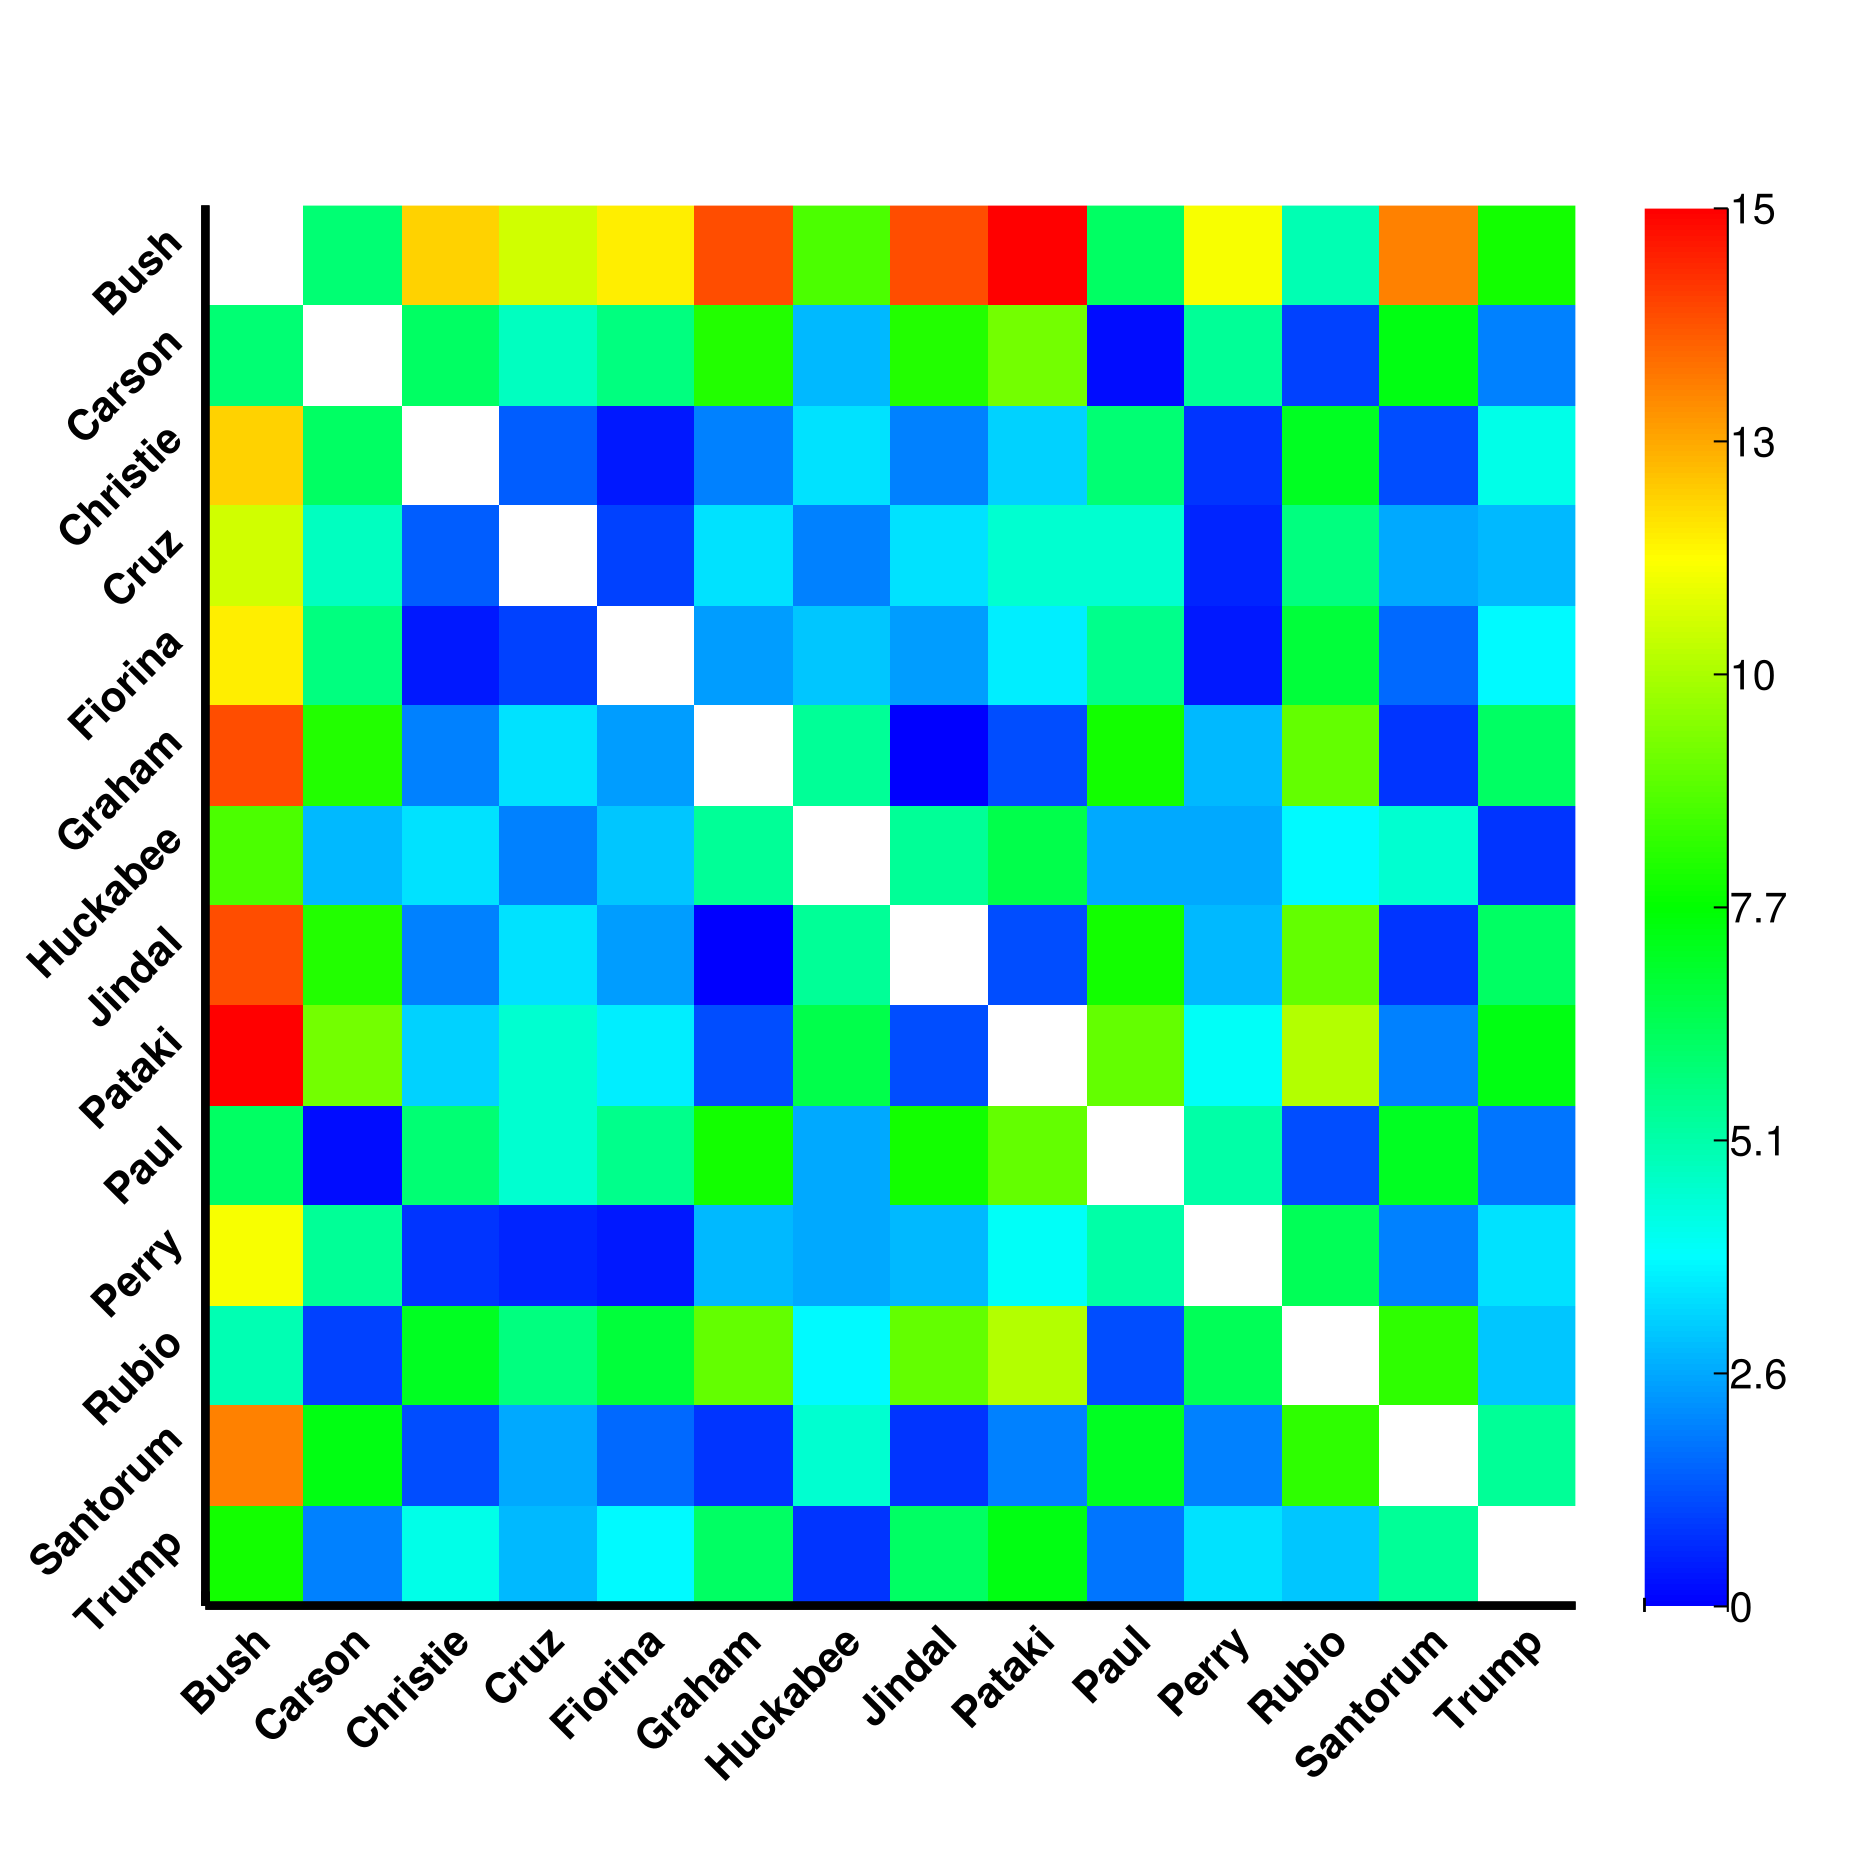 Bush
Carson
Christie
Cruz
Fiorina
Graham
Huckabee
Jindal
Pataki
Paul
Perry
Rubio
Santorum
Trump
Bush
Carson
Christie
Cruz
Fiorina
Graham
Huckabee
Jindal
Pataki
Paul
Perry
Rubio
Santorum
Trump
15
13
10
7.7
5.1
2.6
0